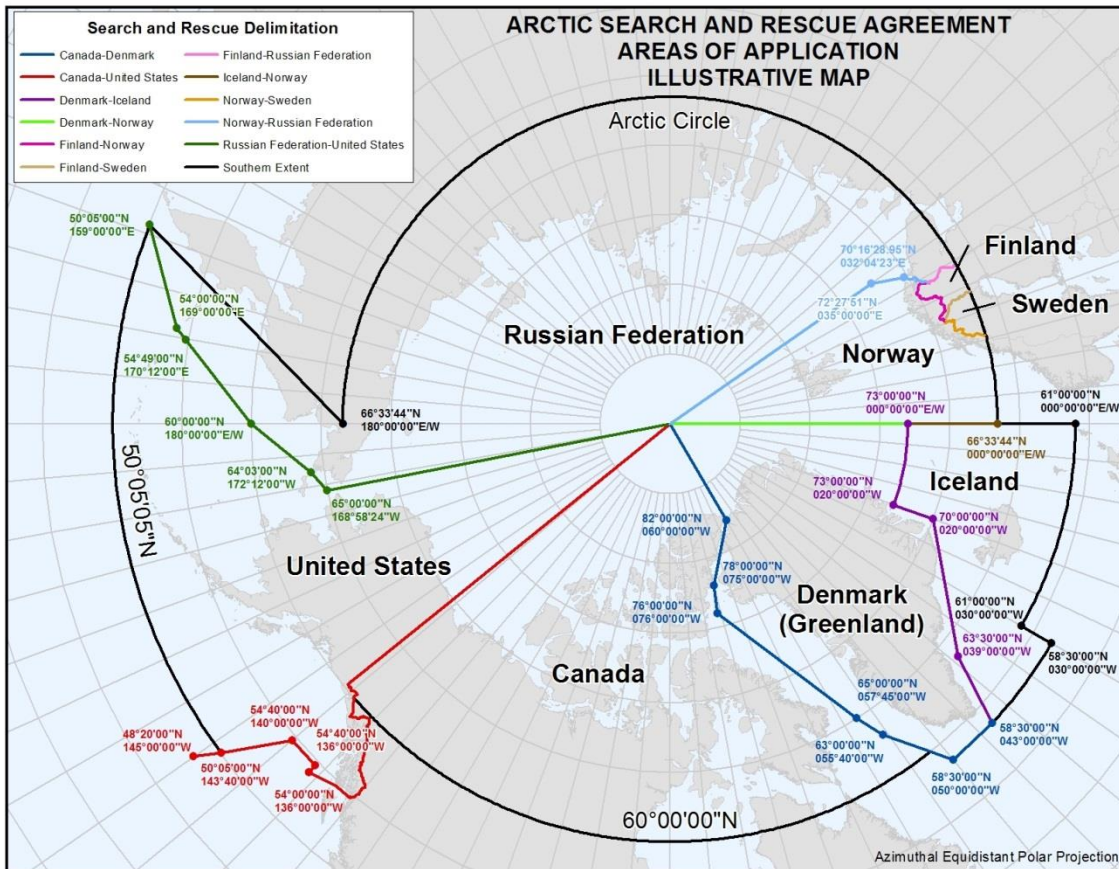 ARCTIC SEARCH AND RESCUE AGREEMENT
AREAS OF APPLICATION
ILLUSTRATIVE MAP
Search and Rescue Delimitation
Canada-Denmark
Canada-United States
Denmark-Iceland
Denmark-Norway
Finland-Norway
Finland-Sweden
Finland-Russian Federation
Iceland-Norway
Norway-Sweden
Norway-Russian Federation
Russian Federation-United States
Southern Extent
Arctic Circle
50°05'00"N
159°00'00"E
54°00'00"N
169°00'00"E
54°49'00"N
170°12'00"E
60°00'00"N
180°00'00"E/W
64°03'00"N
172°12'00"W
65°00'00"N
168°58'24"W
66°33'44"N
180°00'00"E/W
50°05'05"N
Russian Federation
70°16'28.95"N
032°04'23"E
72°27'51"N
035°00'00"E
Finland
Sweden
Norway
73°00'00"N
000°00'00"E/W
61°00'00"N
000°00'00"E/W
66°33'44"N
000°00'00"E/W
73°00'00"N
020°00'00"W
Iceland
70°00'00"N
020°00'00"W
82°00'00"N
060°00'00"W
78°00'00"N
075°00'00"W
76°00'00"N
076°00'00"W
United States
Denmark
(Greenland)
61°00'00"N
030°00'00"W
63°30'00"N
039°00'00"W
58°30'00"N
030°00'00"W
Canada
65°00'00"N
057°45'00"W
63°00'00"N
055°40'00"W
58°30'00"N
043°00'00"W
58°30'00"N
050°00'00"W
48°20'00"N
145°00'00"W
50°05'00"N
143°40'00"W
54°40'00"N
140°00'00"W
54°40'00"N
136°00'00"W
54°00'00"N
136°00'00"W
60°00'00"N
Azimuthal Equidistant Polar Projection